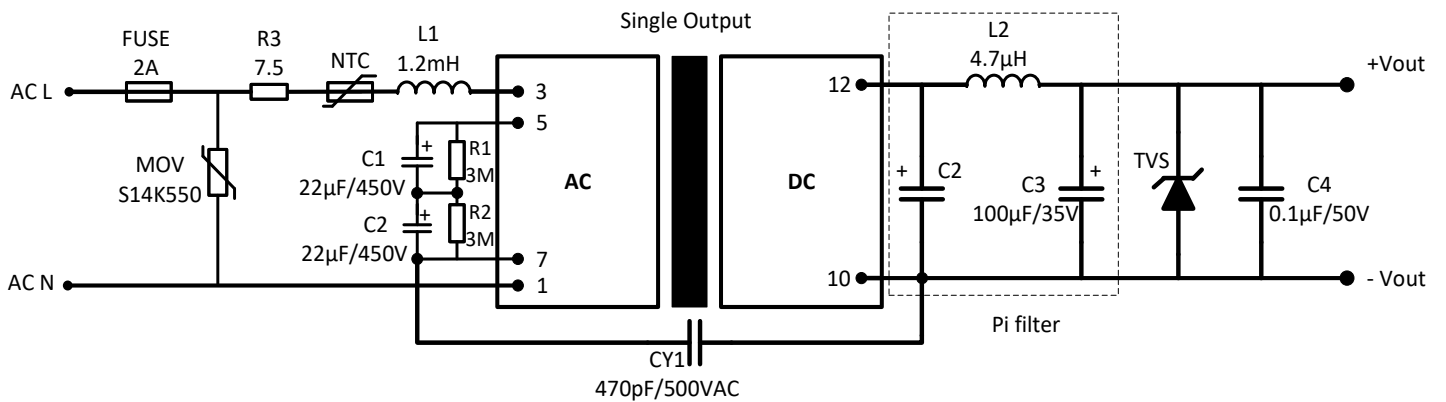 Single Output
FUSE
2A
R3
7.5
NTC
L1
1.2mH
L2
4.7µH
+Vout
AC L
3
12
5
MOV
S14K550
C1
22µF/450V
R1
3M
AC
DC
C2
C3
100µF/35V
TVS
C4
0.1µF/50V
C2
22µF/450V
R2
3M
7
AC N
1
10
- Vout
Pi filter
CY1
470pF/500VAC
+
+
+
+